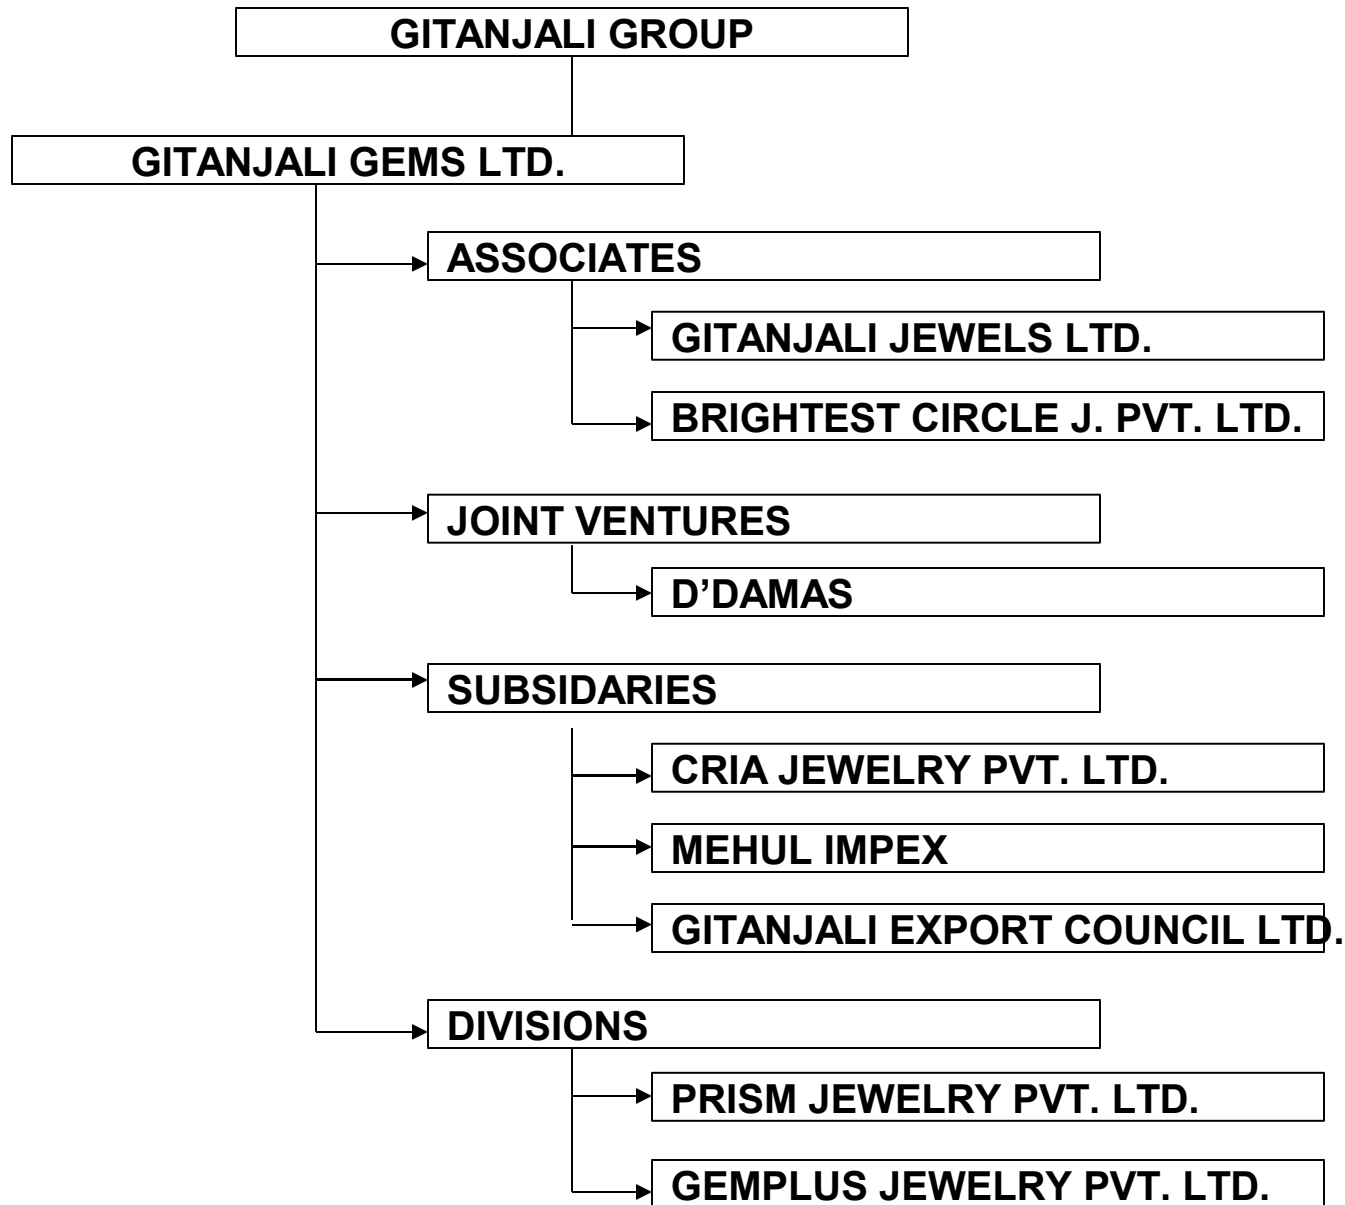 GITANJALI GROUP
GITANJALI GEMS LTD.
ASSOCIATES
GITANJALI JEWELS LTD.
BRIGHTEST CIRCLE J. PVT. LTD.
JOINT VENTURES
D’DAMAS
SUBSIDARIES
CRIA JEWELRY PVT. LTD.
MEHUL IMPEX
GITANJALI EXPORT COUNCIL LTD.
DIVISIONS
PRISM JEWELRY PVT. LTD.
GEMPLUS JEWELRY PVT. LTD.